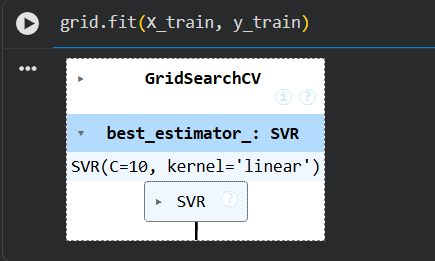 grid.fit(X_train, y_train)
GridSearchCV
best_estimator_: SVR
SVR(C=10, kernel='linear')
SVR